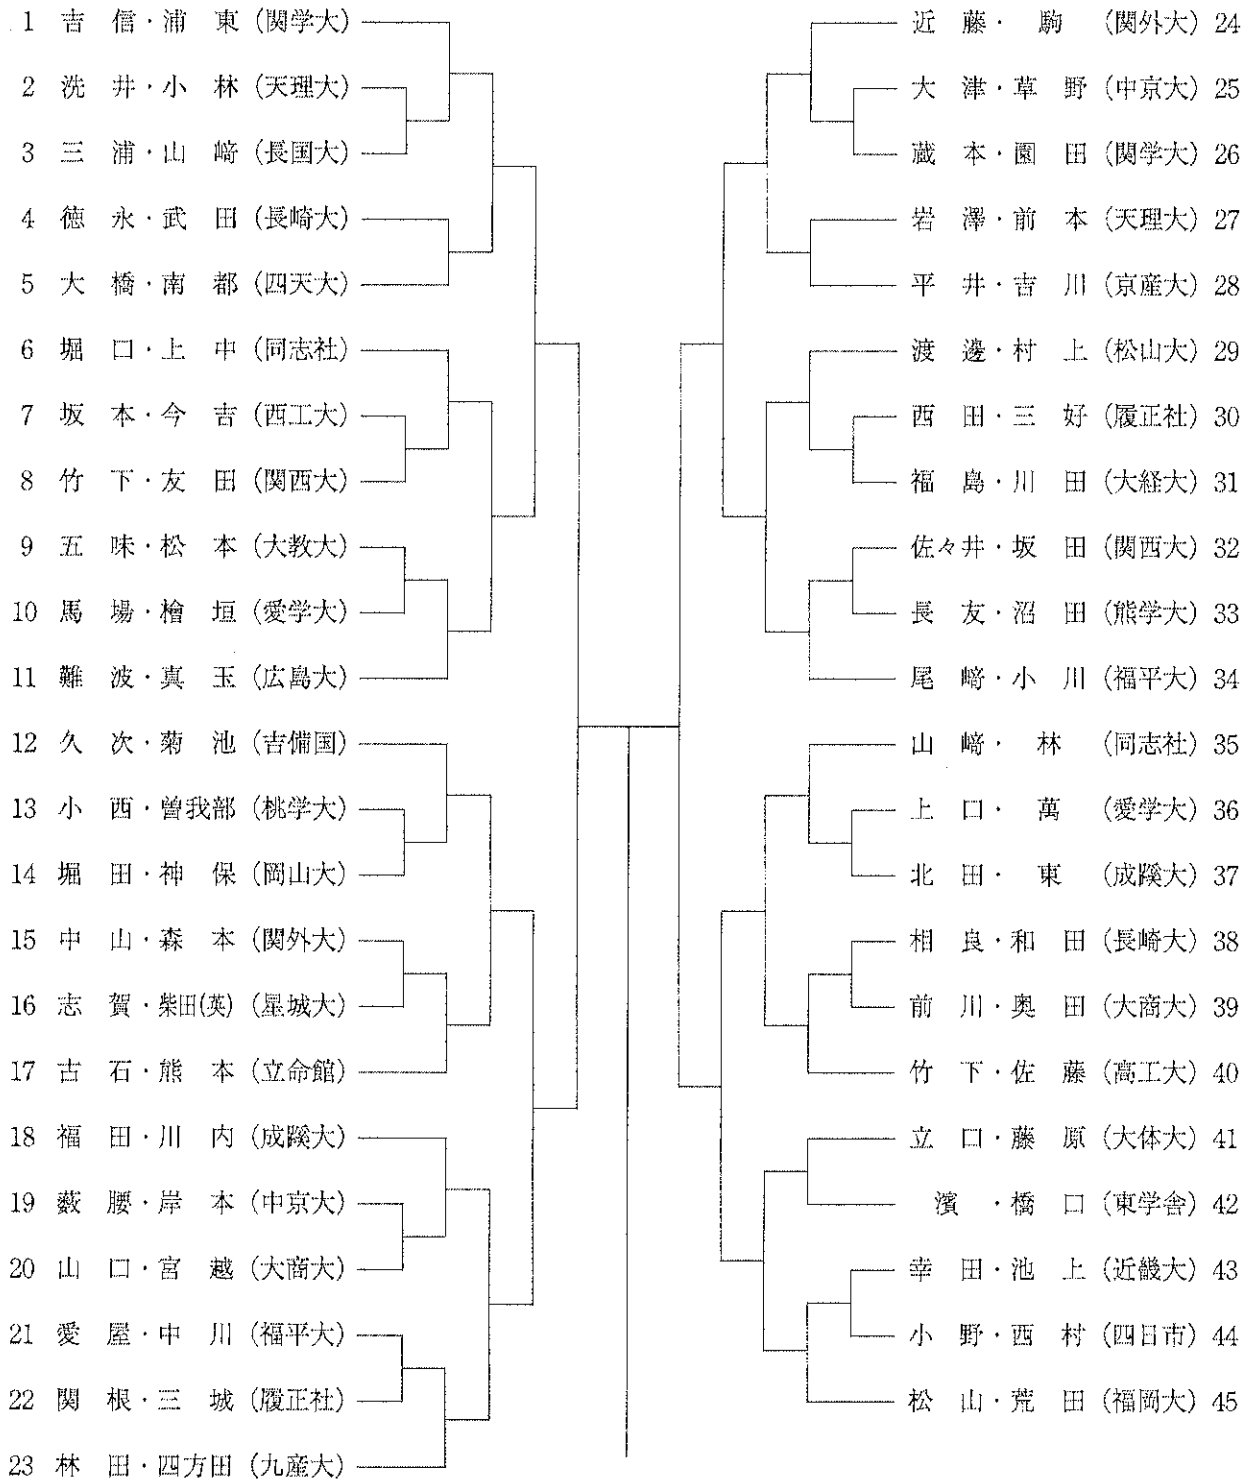 1 吉 信・浦 東 (関学大)
2 洗 井・小 林 (天理大)
3 三 浦・山 﨑 (長国大)
4 徳 永・武 田 (長崎大)
5 大 橋・南 都 (四天大)
6 堀 口・上 中 (同志社)
7 坂 本・今 吉 (西工大)
8 竹 下・友 田 (関西大)
9 五 味・松 本 (大教大)
10 馬 場・檜 垣 (愛学大)
11 難 波・真 玉 (広島大)
12 久 次・菊 池 (吉備国)
13 小 西・曽我部 (桃学大)
14 堀 田・神 保 (岡山大)
15 中 山・森 本 (関外大)
16 志 賀・柴田(英) (星城大)
17 古 石・熊 本 (立命館)
18 福 田・川 内 (成蹊大)
19 藪 腰・岸 本 (中京大)
20 山 口・宮 越 (大商大)
21 愛 屋・中 川 (福平大)
22 関 根・三 城 (履正社)
23 林 田・四方田 (九産大)
近 藤・ 駒 (関外大) 24
大 津・草 野 (中京大) 25
蔵 本・園 田 (関学大) 26
岩 澤・前 本 (天理大) 27
平 井・吉 川 (京産大) 28
渡 邊・村 上 (松山大) 29
西 田・三 好 (履正社) 30
福 島・川 田 (大経大) 31
佐々井・坂 田 (関西大) 32
長 友・沼 田 (熊学大) 33
尾 﨑・小 川 (福平大) 34
山 﨑・ 林 (同志社) 35
上 口・ 萬 (愛学大) 36
北 田・ 東 (成蹊大) 37
相 良・和 田 (長崎大) 38
前 川・奥 田 (大商大) 39
竹 下・佐 藤 (高工大) 40
立 口・藤 原 (大体大) 41
濱 ・橋 口 (東学舎) 42
幸 田・池 上 (近畿大) 43
小 野・西 村 (四日市) 44
松 山・荒 田 (福岡大) 45